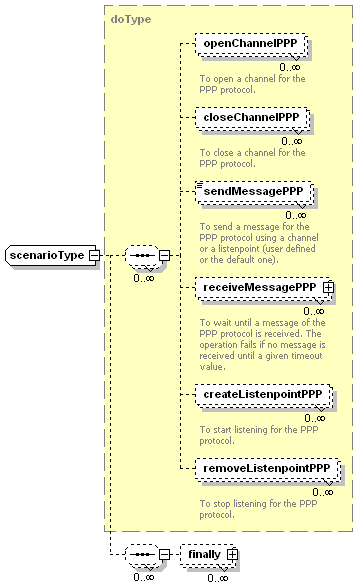 doType
openChannelPPP
0..∞
To open a channel for the
PPP protocol.
closeChannelPPP
0..∞
To close a channel for the
PPP protocol.
sendMessagePPP
0..∞
To send a message for the
PPP protocol using a channel
or a listenpoint (user defined
or the default one).
scenarioType
0..∞
receiveMessagePPP
0..∞
To wait until a message of the
PPP protocol is received. The
operation fails if no message is
received until a given timeout
value.
createListenpointPPP
0..∞
To start listening for the PPP
protocol.
removeListenpointPPP
0..∞
To stop listening for the PPP
protocol.
finally
0..∞
0..∞